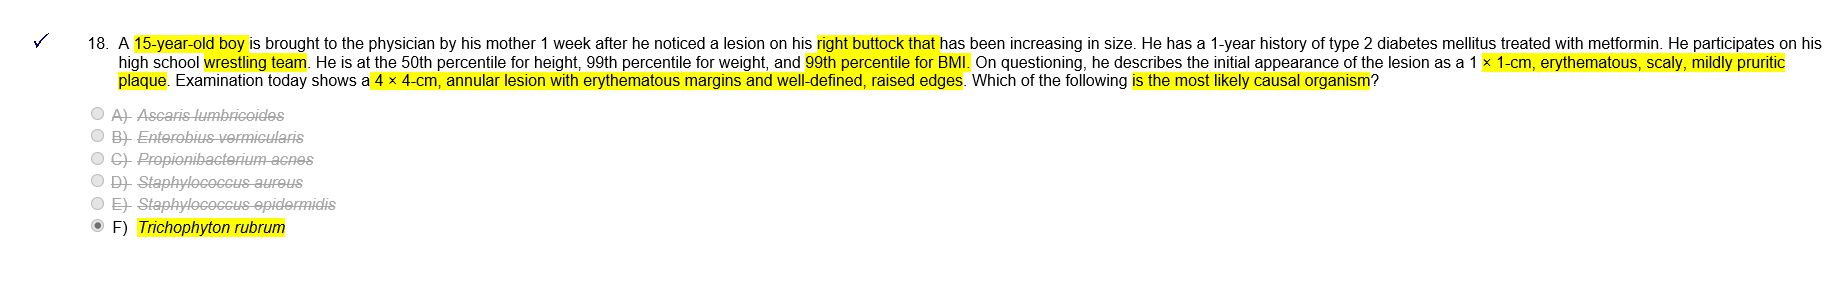 18. A 15-year-old boy is brought to the physician by his mother 1 week after he noticed a lesion on his right buttock that has been increasing in size. He has a 1-year history of type 2 diabetes mellitus treated with metformin. He participates on his
high school wrestling team. He is at the 50th percentile for height, 99th percentile for weight, and 99th percentile for BMI. On questioning, he describes the initial appearance of the lesion as a 1 × 1-cm, erythematous, scaly, mildly pruritic
plaque. Examination today shows a 4 × 4-cm, annular lesion with erythematous margins and well-defined, raised edges. Which of the following is the most likely causal organism?
A) Ascaris lumbricoides
B) Enterobius vermicularis
C) Propionibacterium acnes
D) Staphylococcus aureus
E) Staphylococcus epidermidis
F) Trichophyton rubrum